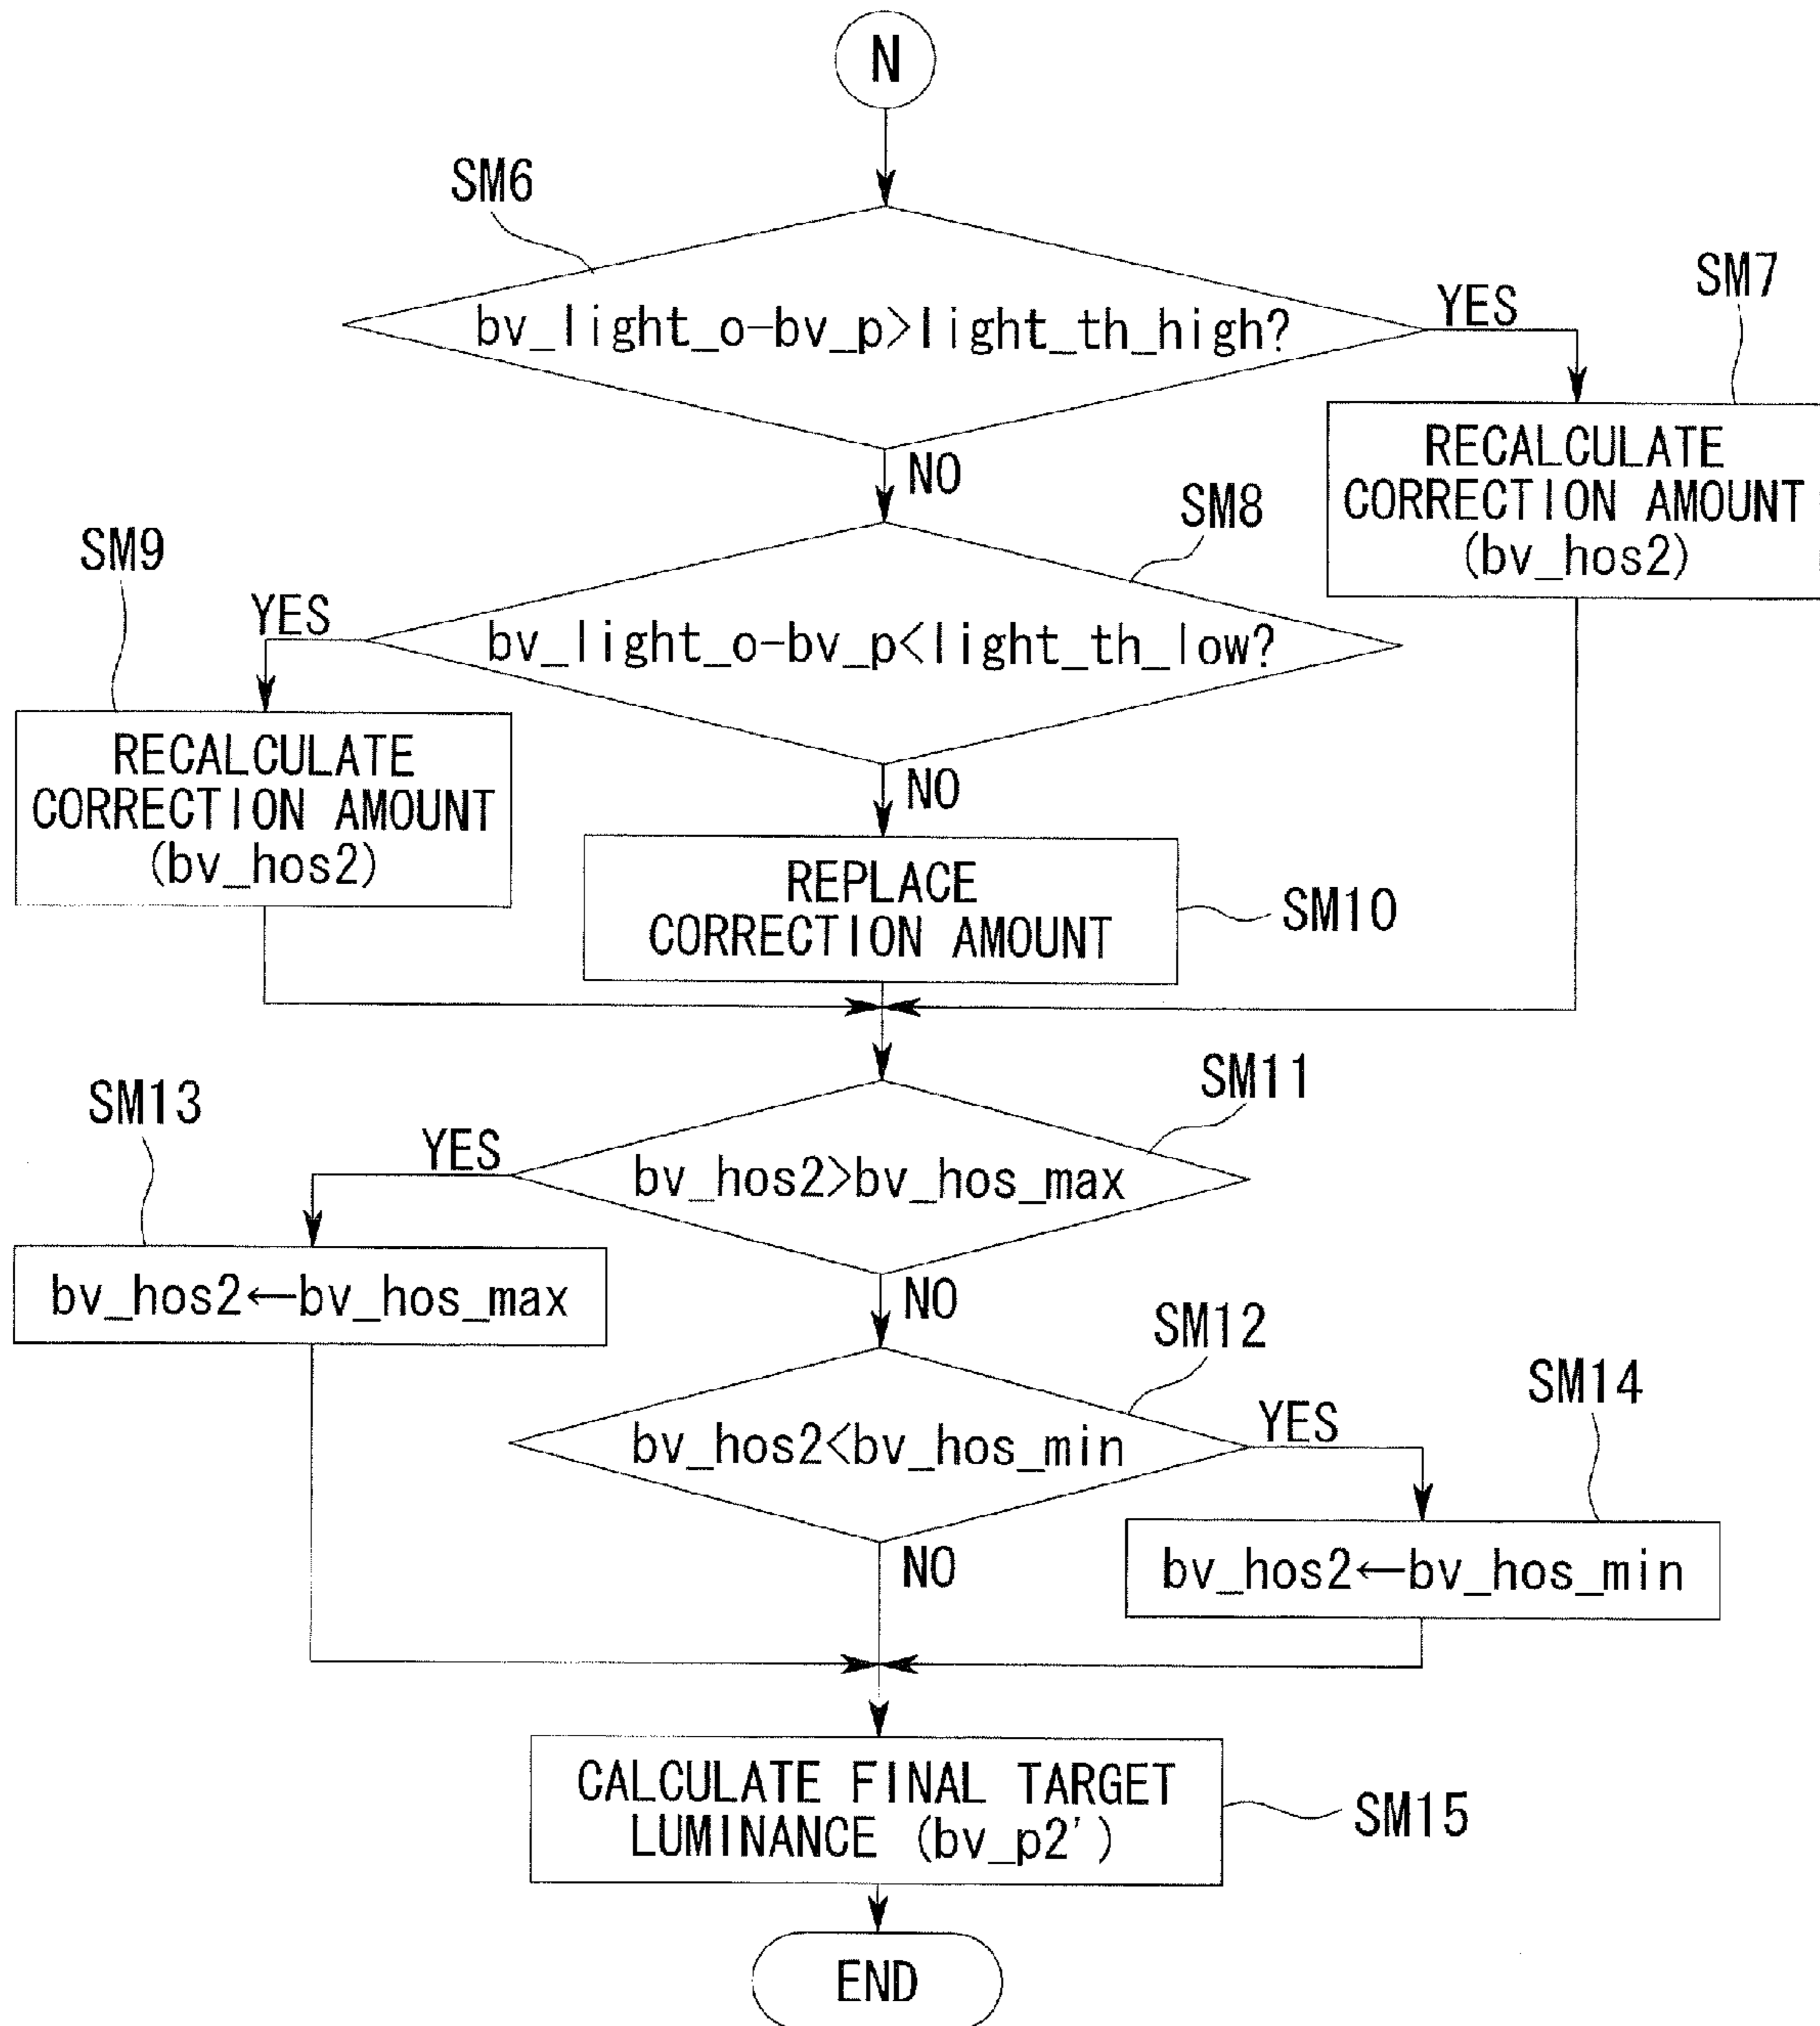 N
SM6
bv_light_o-bv_p>light_th_high?
YES
SM7
RECALCULATE
CORRECTION AMOUNT
(bv_hos2)
NO
SM8
bv_light_o-bv_p<light_th_low?
YES
SM9
RECALCULATE
CORRECTION AMOUNT
(bv_hos2)
NO
REPLACE
CORRECTION AMOUNT
SM10
SM11
bv_hos2>bv_hos_max
YES
SM13
bv_hos2←bv_hos_max
NO
SM12
bv_hos2<bv_hos_min
YES
SM14
bv_hos2←bv_hos_min
NO
CALCULATE FINAL TARGET
LUMINANCE (bv_p2')
SM15
END